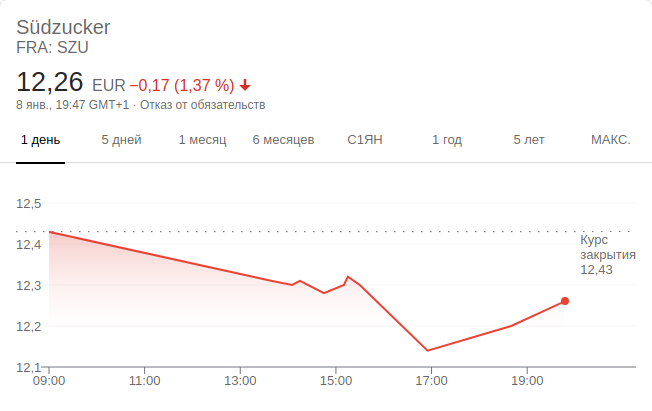 Südzucker
FRA: SZU
12,26 EUR −0,17 (1,37 %)
8 янв., 19:47 GMT+1 · Отказ от обязательств
1 день 5 дней 1 месяц 6 месяцев С1ЯН 1 год 5 лет МАКС.
12,5
12,4
12,3
12,2
12,1
Курс
закрытия
12,43
09:00 11:00 13:00 15:00 17:00 19:00